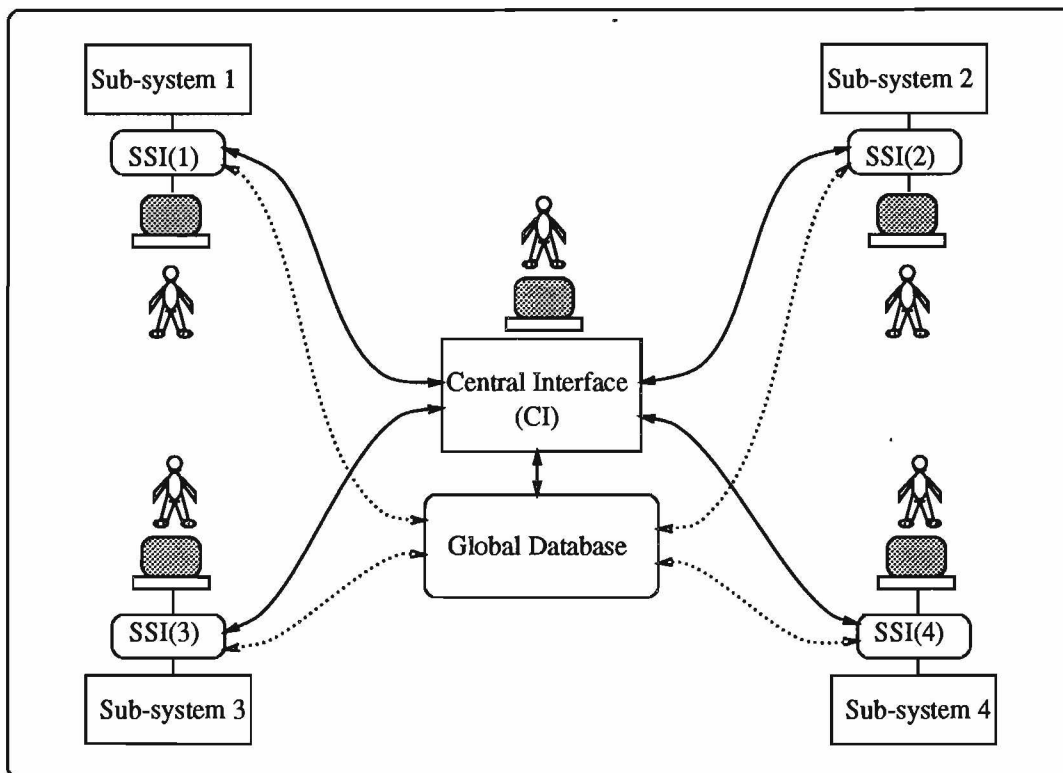 Sub-system 1
Sub-system 2
SSI(1)
SSI(2)
Central Interface
(CI)
Global Database
SSI(3)
SSI(4)
Sub-system 3
Sub-system 4